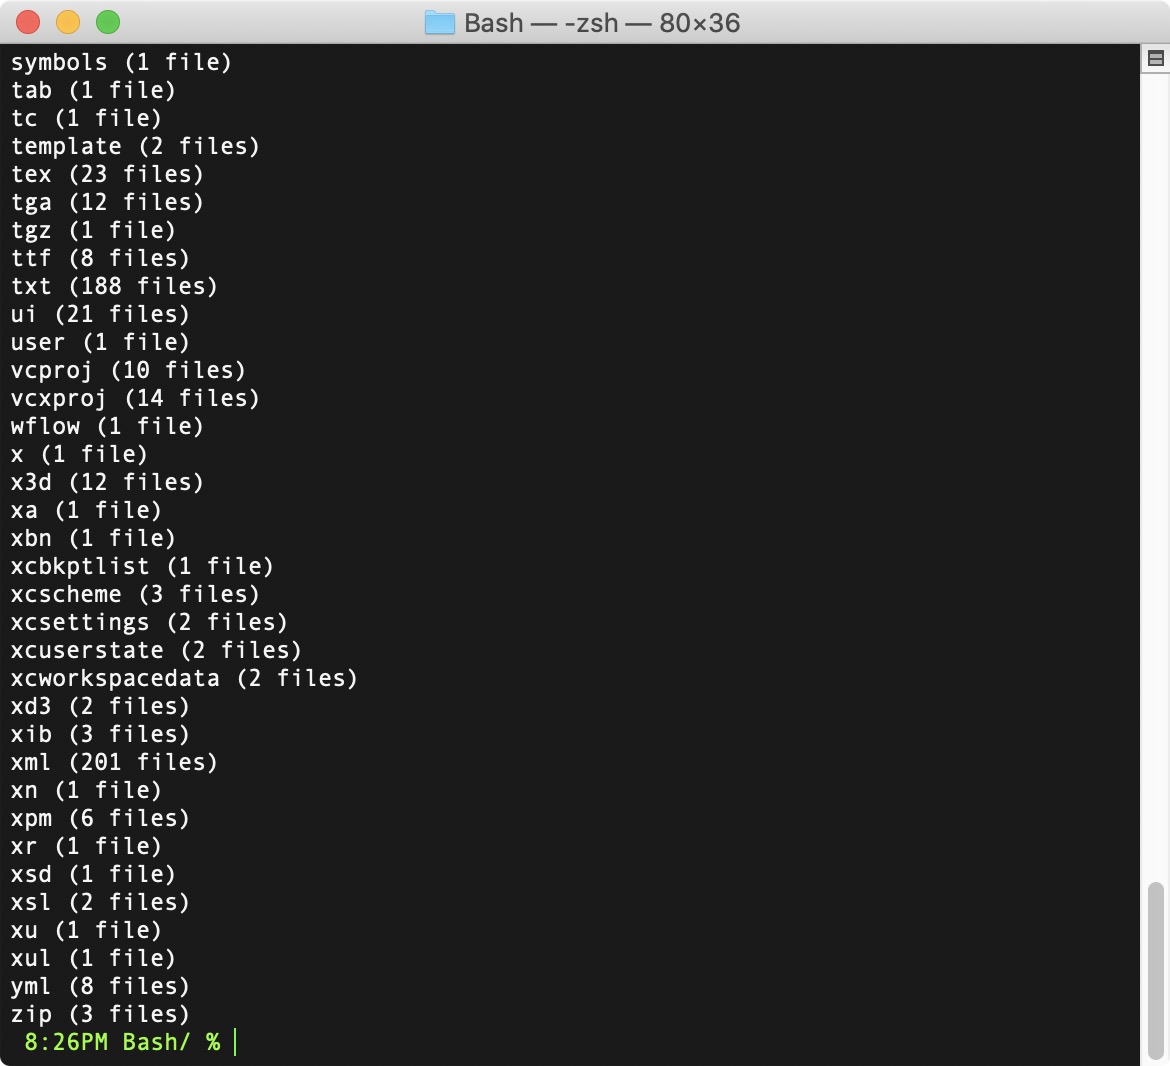 Bash — -zsh — 80×36
symbols (1 file)
tab (1 file)
tc (1 file)
template (2 files)
tex (23 files)
tga (12 files)
tgz (1 file)
ttf (8 files)
txt (188 files)
ui (21 files)
user (1 file)
vcproj (10 files)
vcxproj (14 files)
wflow (1 file)
x (1 file)
x3d (12 files)
xa (1 file)
xbn (1 file)
xcbkptlist (1 file)
xcscheme (3 files)
xcsettings (2 files)
xcuserstate (2 files)
xcworkspacedata (2 files)
xd3 (2 files)
xib (3 files)
xml (201 files)
xn (1 file)
xpm (6 files)
xr (1 file)
xsd (1 file)
xsl (2 files)
xu (1 file)
xul (1 file)
yml (8 files)
zip (3 files)
8:26PM Bash/ %